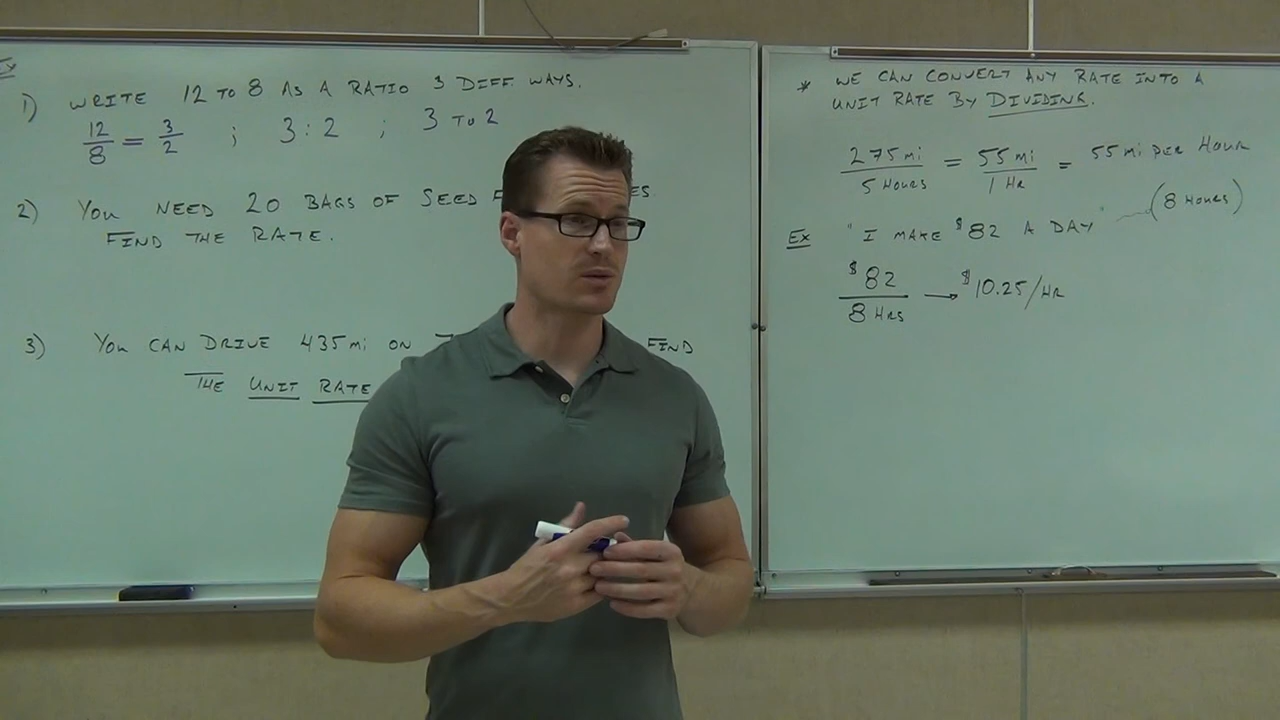 Ex
1) WRITE 12 TO 8 AS A RATIO 3 DIFF WAYS.
12/8 = 3/2 ; 3:2 ; 3 TO 2
2) YOU NEED 20 BAGS OF SEED
FIND THE RATE.
3) YOU CAN DRIVE 435 mi ON FIND
THE UNIT RATE
* WE CAN CONVERT ANY RATE INTO A
UNIT RATE BY DIVIDING.
275 mi / 5 HOURS = 55 mi / 1 HR = 55 mi PER HOUR
(8 HOURS)
Ex "I MAKE $82 A DAY"
$82 / 8 HRS → $10.25/HR